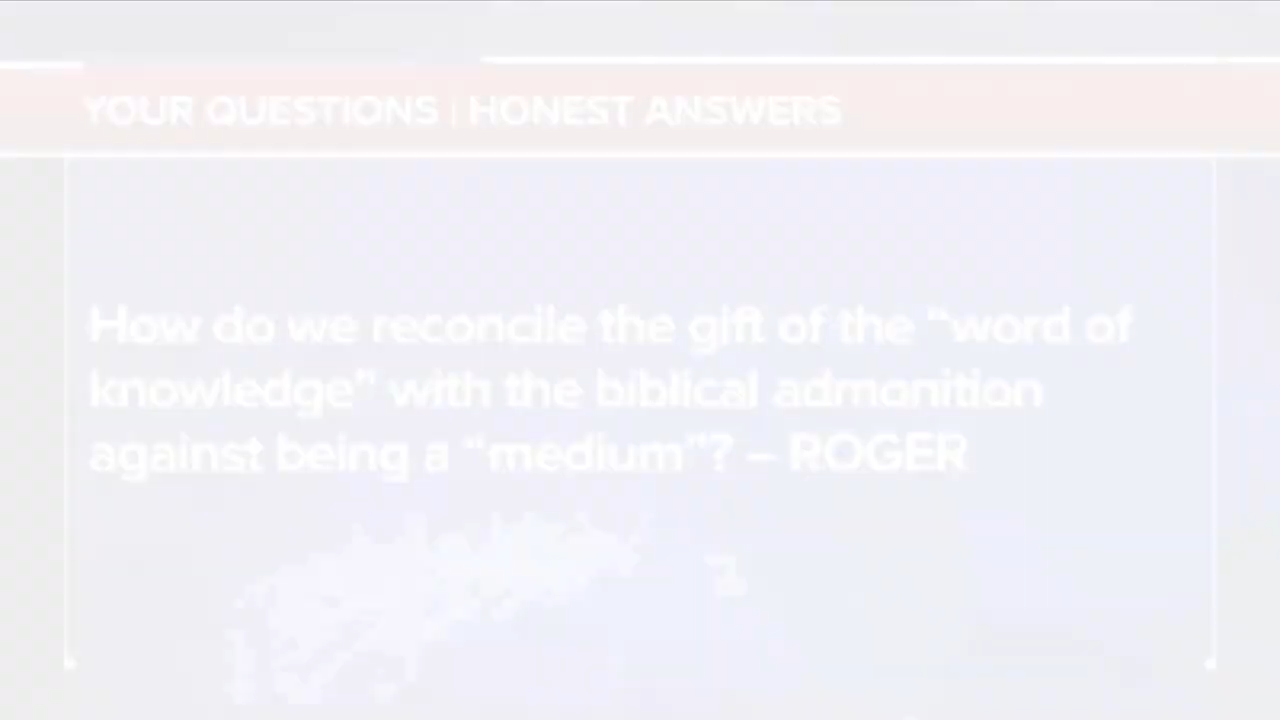 YOUR QUESTIONS | HONEST ANSWERS
How do we reconcile the gift of the “word of
knowledge” with the biblical admonition
against being a “medium”? – ROGER